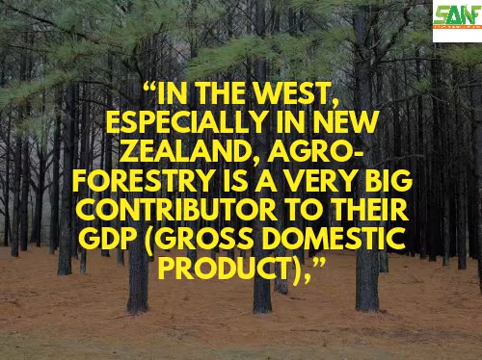 SANF
“IN THE WEST,
ESPECIALLY IN NEW
ZEALAND, AGRO-
FORESTRY IS A VERY BIG
CONTRIBUTOR TO THEIR
GDP (GROSS DOMESTIC
PRODUCT),”